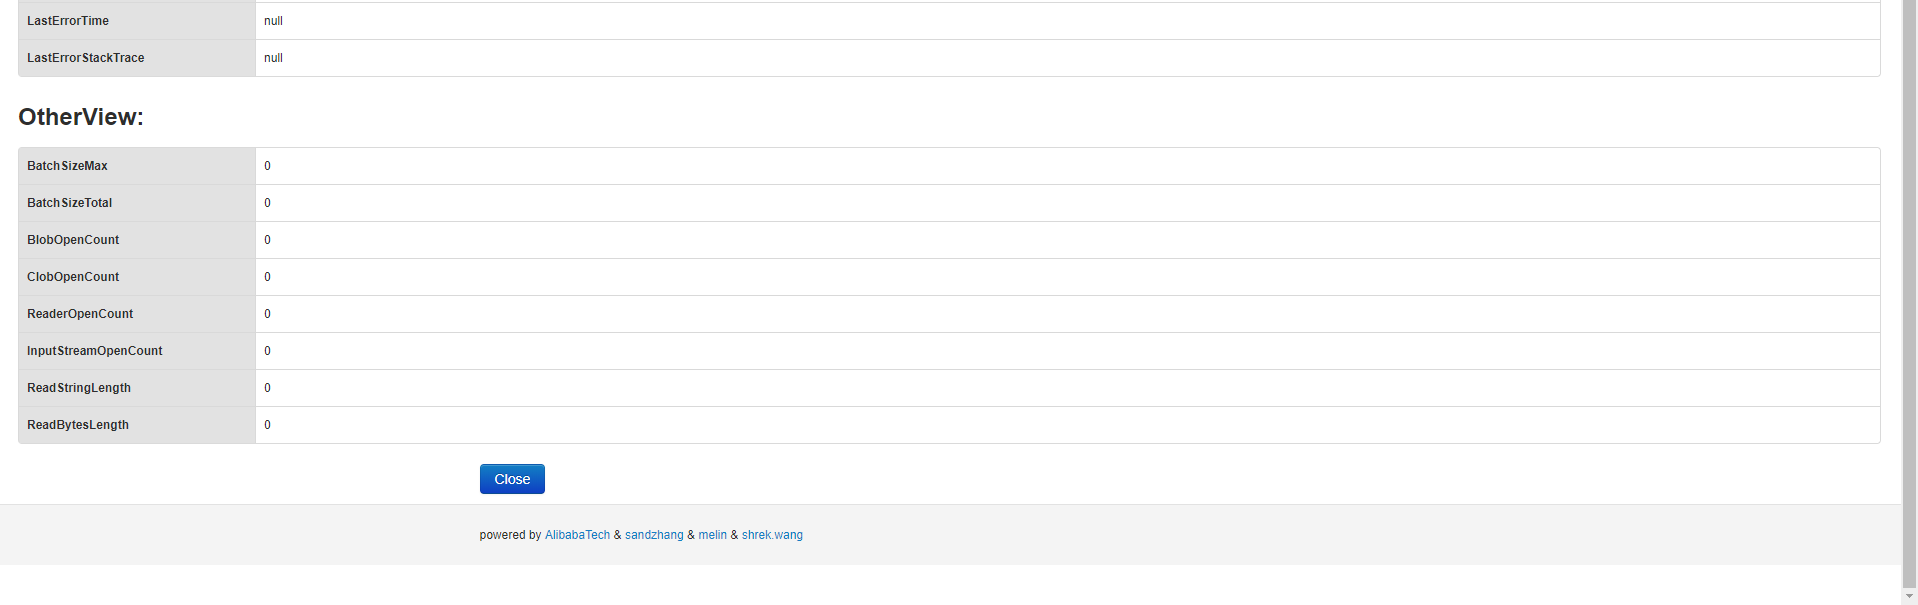 LastErrorTime null
LastErrorStackTrace null
OtherView:
BatchSizeMax 0
BatchSizeTotal 0
BlobOpenCount 0
ClobOpenCount 0
ReaderOpenCount 0
InputStreamOpenCount 0
ReadStringLength 0
ReadBytesLength 0
Close
powered by AlibabaTech & sandzhang & melin & shrek.wang